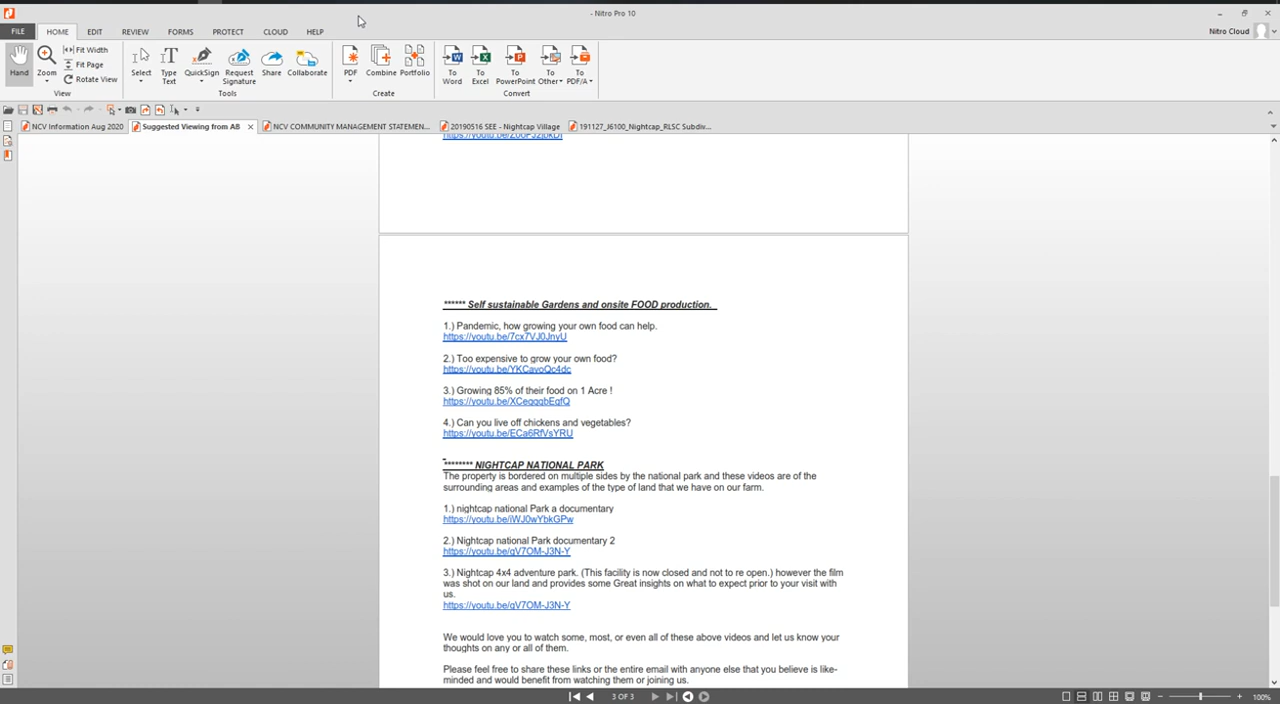 - Nitro Pro 10
FILE HOME EDIT REVIEW FORMS PROTECT CLOUD HELP
Nitro Cloud
Hand
Zoom
Fit Width
Fit Page
Rotate View
View
Select
Type Text
QuickSign
Request Signature
Share
Collaborate
Tools
PDF
Combine
Portfolio
Create
To Word
To Excel
To PowerPoint
To Other
To PDF/A
Convert
NCV Information Aug 2020
Suggested Viewing from AB
NCV COMMUNITY MANAGEMENT STATEMEN...
20190516 SEE - Nightcap Village
191127_J6100_Nightcap_RLSC Subdiv...
****** Self sustainable Gardens and onsite FOOD production.
1.) Pandemic, how growing your own food can help.
https://youtu.be/7cx7VJ0JnyU
2.) Too expensive to grow your own food?
https://youtu.be/YKCavoQc4dc
3.) Growing 85% of their food on 1 Acre !
https://youtu.be/XCeqgqbEqfQ
4.) Can you live off chickens and vegetables?
https://youtu.be/ECa6RfVsYRU
******** NIGHTCAP NATIONAL PARK
The property is bordered on multiple sides by the national park and these videos are of the
surrounding areas and examples of the type of land that we have on our farm.
1.) nightcap national Park a documentary
https://youtu.be/iWJ0wYbkGPw
2.) Nightcap national Park documentary 2
https://youtu.be/gV7OM-J3N-Y
3.) Nightcap 4x4 adventure park. (This facility is now closed and not to re open.) however the film
was shot on our land and provides some Great insights on what to expect prior to your visit with
us.
https://youtu.be/gV7OM-J3N-Y
We would love you to watch some, most, or even all of these above videos and let us know your
thoughts on any or all of them.
Please feel free to share these links or the entire email with anyone else that you believe is like-
minded and would benefit from watching them or joining us.
3 OF 3
100%